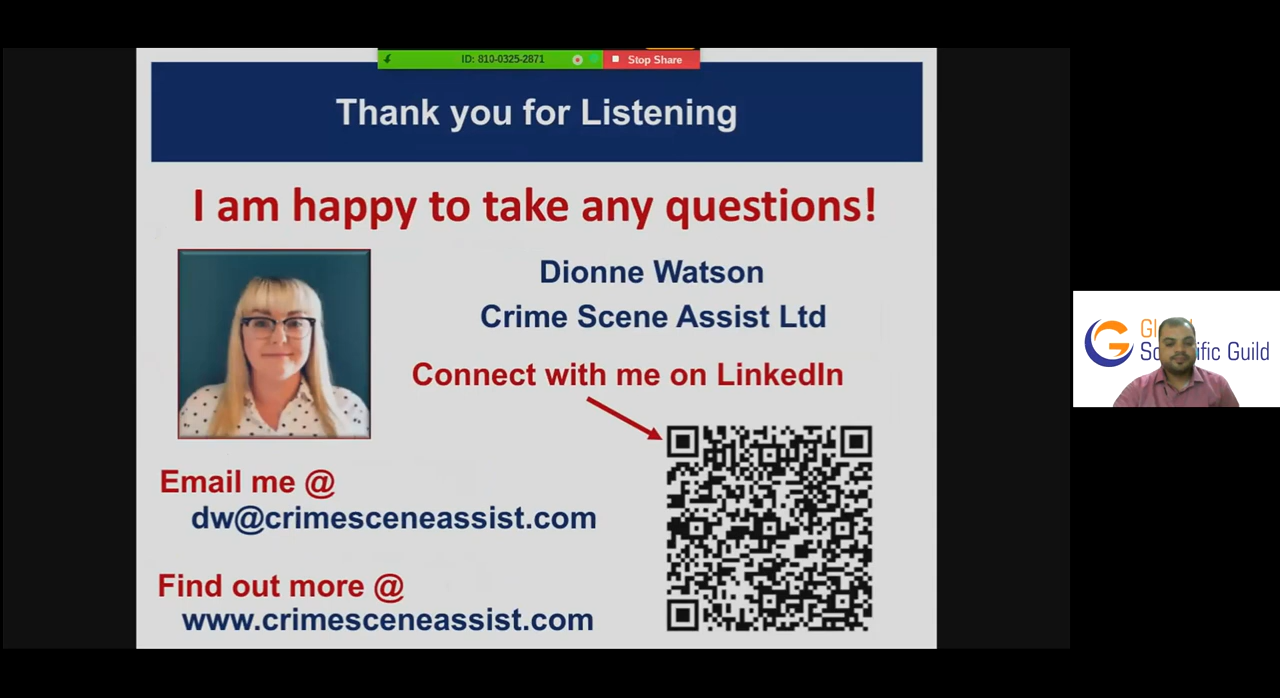 ID: 810-0325-2871
Stop Share
Thank you for Listening
I am happy to take any questions!
Dionne Watson
Crime Scene Assist Ltd
Connect with me on LinkedIn
Email me @
dw@crimesceneassist.com
Find out more @
www.crimesceneassist.com
Guild